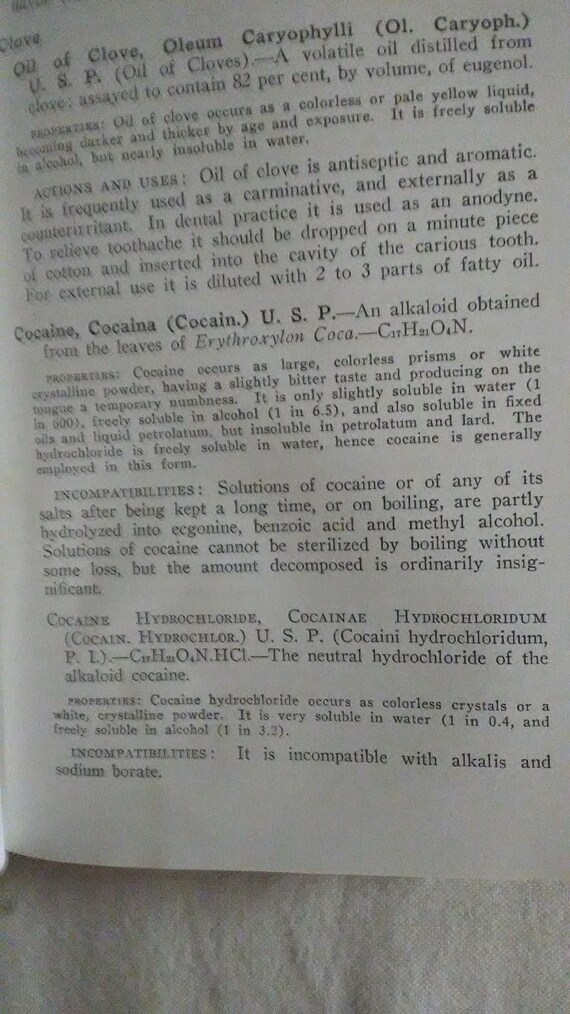 Clove
Oil of Clove, Oleum Caryophylli (Ol. Caryoph.)
U. S. P. (Oil of Cloves).—A volatile oil distilled from
clove: assayed to contain 82 per cent, by volume, of eugenol.
PROPERTIES: Oil of clove occurs as a colorless or pale yellow liquid,
becoming darker and thicker by age and exposure. It is freely soluble
in alcohol, but nearly insoluble in water.
ACTIONS AND USES: Oil of clove is antiseptic and aromatic.
It is frequently used as a carminative, and externally as a
counterirritant. In dental practice it is used as an anodyne.
To relieve toothache it should be dropped on a minute piece
of cotton and inserted into the cavity of the carious tooth.
For external use it is diluted with 2 to 3 parts of fatty oil.
Cocaine, Cocaina (Cocain.) U. S. P.—An alkaloid obtained
from the leaves of Erythroxylon Coca.—C₁₇H₂₁O₄N.
PROPERTIES: Cocaine occurs as large, colorless prisms or white
crystalline powder, having a slightly bitter taste and producing on the
tongue a temporary numbness. It is only slightly soluble in water (1
in 600), freely soluble in alcohol (1 in 6.5), and also soluble in fixed
oils and liquid petrolatum, but insoluble in petrolatum and lard. The
hydrochloride is freely soluble in water, hence cocaine is generally
employed in this form.
INCOMPATIBILITIES: Solutions of cocaine or of any of its
salts after being kept a long time, or on boiling, are partly
hydrolyzed into ecgonine, benzoic acid and methyl alcohol.
Solutions of cocaine cannot be sterilized by boiling without
some loss, but the amount decomposed is ordinarily insig-
nificant.
COCAINE HYDROCHLORIDE, COCAINAE HYDROCHLORIDUM
(COCAIN. HYDROCHLOR.) U. S. P. (Cocaini hydrochloridum,
P. I.).—C₁₇H₂₁O₄N.HCl.—The neutral hydrochloride of the
alkaloid cocaine.
PROPERTIES: Cocaine hydrochloride occurs as colorless crystals or a
white, crystalline powder. It is very soluble in water (1 in 0.4, and
freely soluble in alcohol (1 in 3.2).
INCOMPATIBILITIES: It is incompatible with alkalis and
sodium borate.